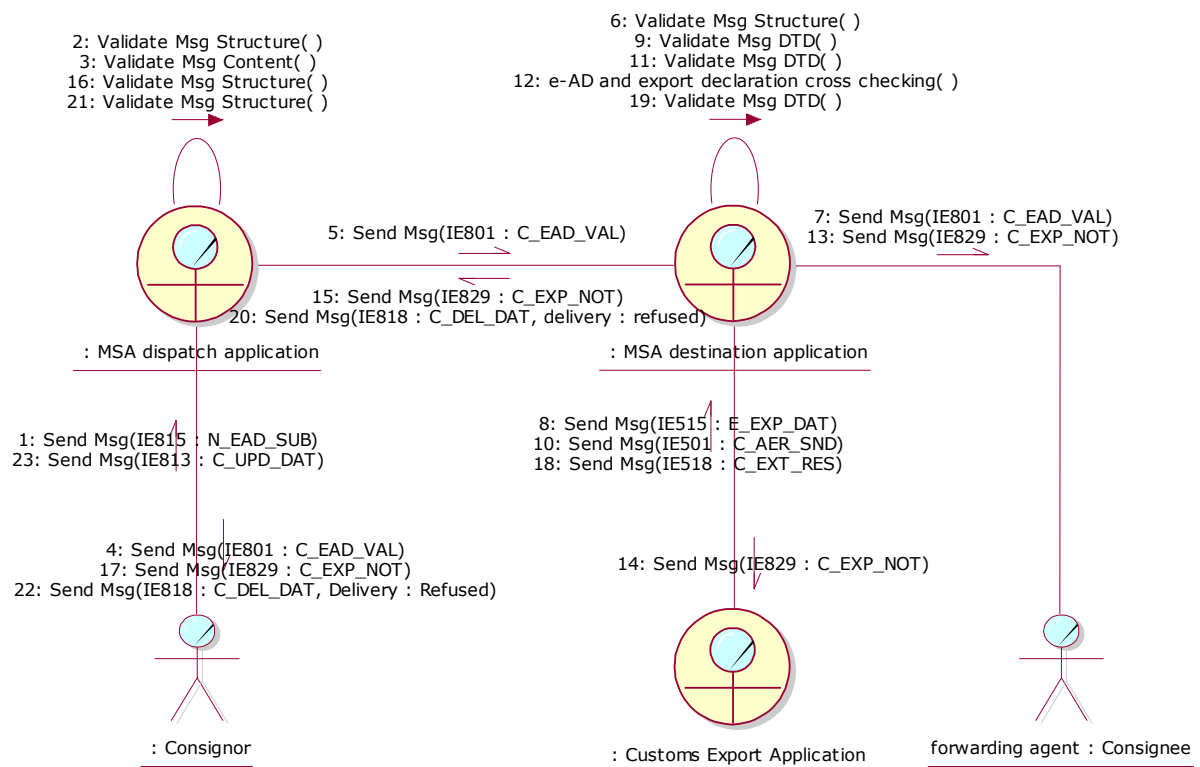 2: Validate Msg Structure( )
3: Validate Msg Content( )
16: Validate Msg Structure( )
21: Validate Msg Structure( )
6: Validate Msg Structure( )
9: Validate Msg DTD( )
11: Validate Msg DTD( )
12: e-AD and export declaration cross checking( )
19: Validate Msg DTD( )
5: Send Msg(IE801 : C_EAD_VAL)
7: Send Msg(IE801 : C_EAD_VAL)
13: Send Msg(IE829 : C_EXP_NOT)
15: Send Msg(IE829 : C_EXP_NOT)
20: Send Msg(IE818 : C_DEL_DAT, delivery : refused)
: MSA dispatch application
: MSA destination application
1: Send Msg(IE815 : N_EAD_SUB)
23: Send Msg(IE813 : C_UPD_DAT)
8: Send Msg(IE515 : E_EXP_DAT)
10: Send Msg(IE501 : C_AER_SND)
18: Send Msg(IE518 : C_EXT_RES)
4: Send Msg(IE801 : C_EAD_VAL)
17: Send Msg(IE829 : C_EXP_NOT)
22: Send Msg(IE818 : C_DEL_DAT, Delivery : Refused)
14: Send Msg(IE829 : C_EXP_NOT)
: Consignor
: Customs Export Application
forwarding agent : Consignee